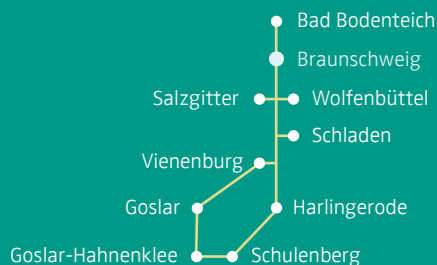 Bad Bodenteich
Braunschweig
Salzgitter Wolfenbüttel
Schladen
Vienenburg
Goslar Harlingerode
Goslar-Hahnenklee Schulenberg